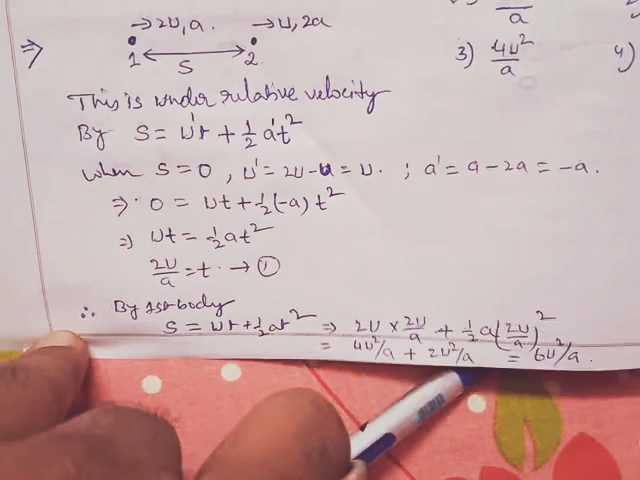 a
⇒ →2u, a. →u, 2a
1 S 2.
3) 4u²/a 4)
This is under relative velocity
By S = u't + ½ a't²
when S = 0, u' = 2u - u = u. ; a' = a - 2a = -a.
⇒ 0 = ut + ½(-a)t²
⇒ ut = ½at²
2u/a = t. → ①
∴ By 1st body
S = ut + ½at² ⇒ 2u × 2u/a + ½a(2u/a)²
= 4u²/a + 2u²/a = 6u²/a.